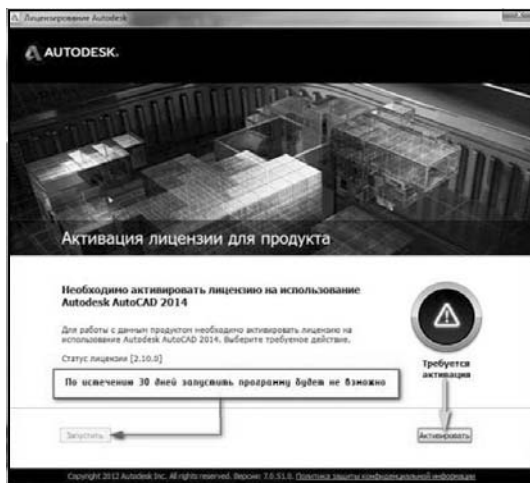 Лицензирование Autodesk
AUTODESK.
Активация лицензии для продукта
Необходимо активировать лицензию на использование
Autodesk AutoCAD 2014
Для работы с данным продуктом необходимо активировать лицензию на
использование Autodesk AutoCAD 2014. Выберите требуемое действие.
Статус лицензии [2.10.0]
По истечению 30 дней запустить программу будет не возможно
Требуется
активация
Запустить
Активировать
Copyright 2012 Autodesk Inc. All rights reserved. Версия: 7.0.51.0. Политика защиты конфиденциальной информации